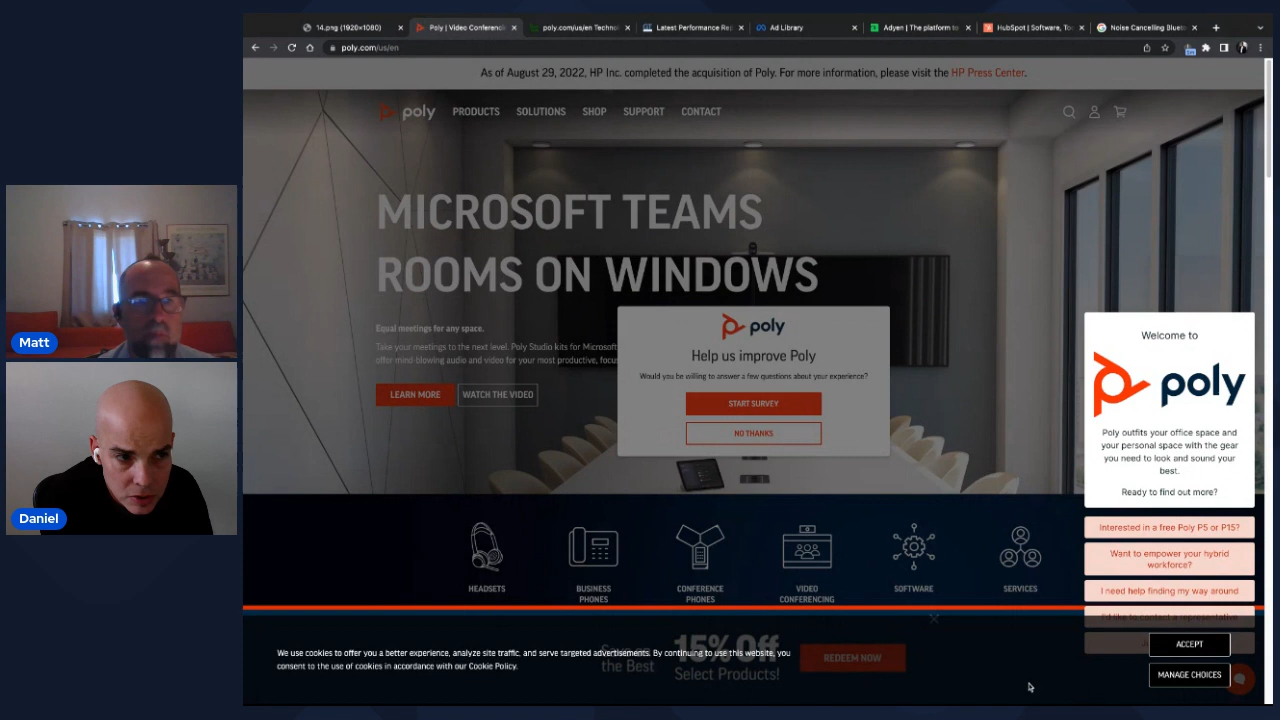 14.png (1920×1080)
Poly | Video Conferenci
poly.com/us/en Technol
Latest Performance Rep
Ad Library
Adyen | The platform fo
HubSpot | Software, To
Noise Cancelling Blueto
poly.com/us/en
As of August 29, 2022, HP Inc. completed the acquisition of Poly. For more information, please visit the HP Press Center.
poly
PRODUCTS
SOLUTIONS
SHOP
SUPPORT
CONTACT
MICROSOFT TEAMS
ROOMS ON WINDOWS
Equal meetings for any space.
Take your meetings to the next level. Poly Studio kits for Microsoft
offer mind-blowing audio and video for your most productive, focus
LEARN MORE
WATCH THE VIDEO
poly
Help us improve Poly
Would you be willing to answer a few questions about your experience?
START SURVEY
NO THANKS
Welcome to
poly
Poly outfits your office space and
your personal space with the gear
you need to look and sound your
best.
Ready to find out more?
Interested in a free Poly P5 or P15?
Want to empower your hybrid
workforce?
I need help finding my way around
I'd like to contact a representative
HEADSETS
BUSINESS
PHONES
CONFERENCE
PHONES
VIDEO
CONFERENCING
SOFTWARE
SERVICES
We use cookies to offer you a better experience, analyze site traffic, and serve targeted advertisements. By continuing to use this website, you
consent to the use of cookies in accordance with our Cookie Policy.
the Best
15% Off
Select Products!
REDEEM NOW
ACCEPT
MANAGE CHOICES
Matt
Daniel